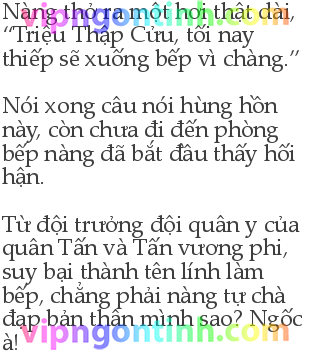 Nàng thở ra một hơi thật dài,
“Triệu Thập Cửu, tối nay
thiếp sẽ xuống bếp vì chàng.”
Nói xong câu nói hùng hồn
này, còn chưa đi đến phòng
bếp nàng đã bắt đầu thấy hối
hận.
Từ đội trưởng đội quân y của
quân Tấn và Tấn vương phi,
suy bại thành tên lính làm
bếp, chẳng phải nàng tự chà
đạp bản thân mình sao? Ngốc
à!
vipngontinh.com
vipngontinh.com